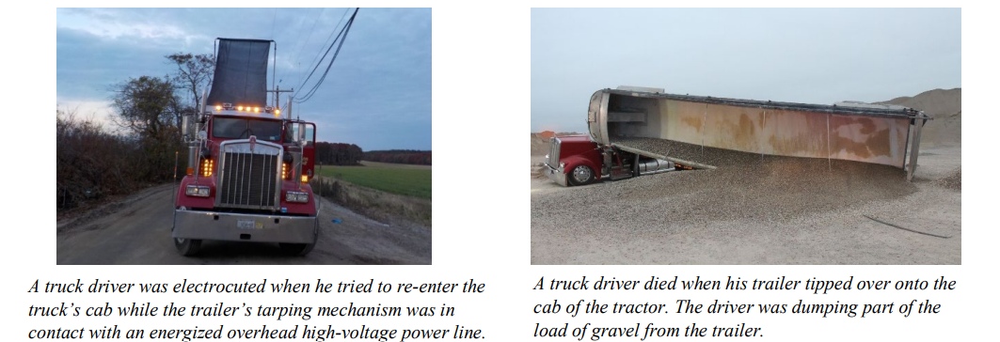 A truck driver was electrocuted when he tried to re-enter the
truck's cab while the trailer's tarping mechanism was in
contact with an energized overhead high-voltage power line.
A truck driver died when his trailer tipped over onto the
cab of the tractor. The driver was dumping part of the
load of gravel from the trailer.